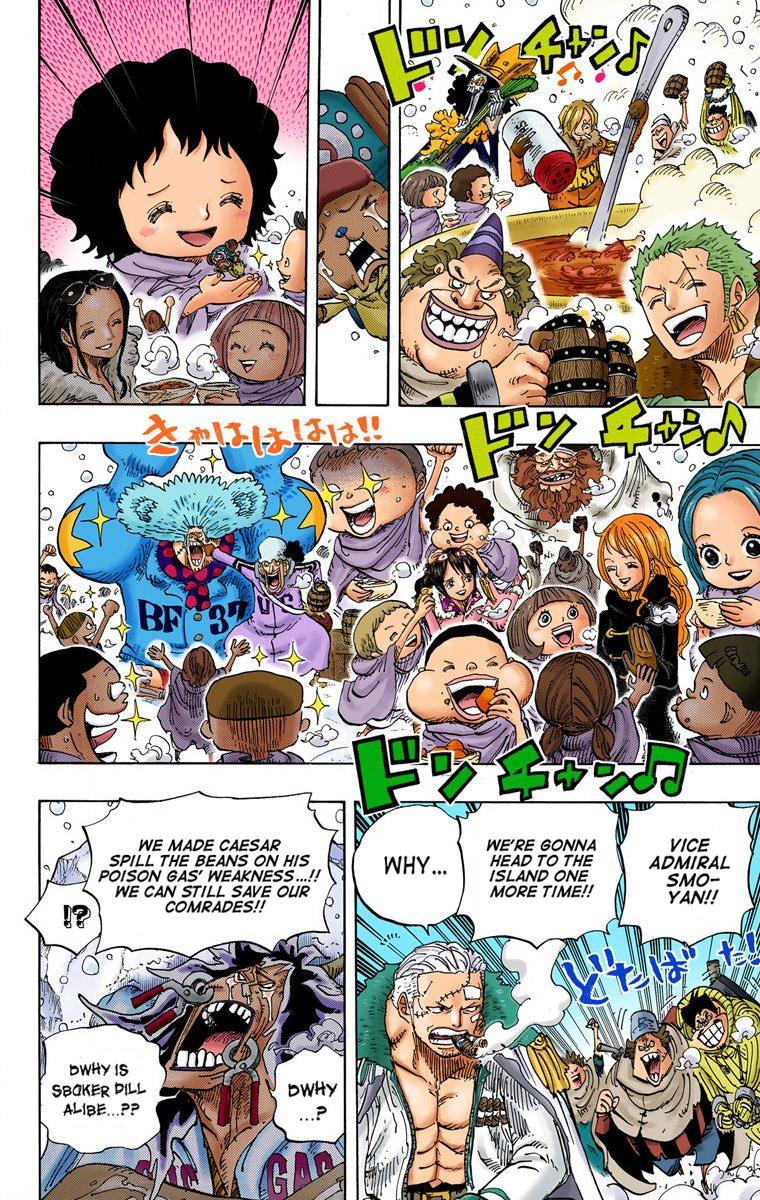 ドン チャン♪
ドン チャン♪
きゃはははは!!
BF 37
ドン チャン♫
VICE
ADMIRAL
SMO-
YAN!!
WE'RE GONNA
HEAD TO THE
ISLAND ONE
MORE TIME!!
WHY...
どたばた!!
WE MADE CAESAR
SPILL THE BEANS ON HIS
POISON GAS' WEAKNESS...!!
WE CAN STILL SAVE OUR
COMRADES!!
!?
DWHY
...?
DWHY IS
SBOKER DILL
ALIBE...??
GAS
GAS